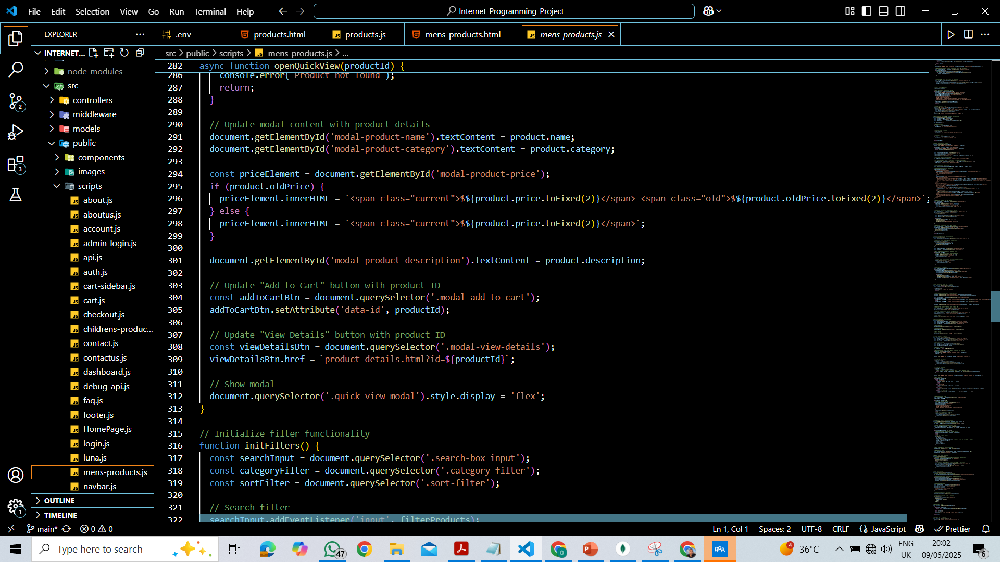 File Edit Selection View Go Run Terminal Help
Internet_Programming_Project
EXPLORER
.env
products.html
products.js
mens-products.html
mens-products.js
INTERNET...
src > public > scripts > mens-products.js > ...
node_modules
src
controllers
middleware
models
public
components
images
scripts
about.js
aboutus.js
account.js
admin-login.js
api.js
auth.js
cart-sidebar.js
cart.js
checkout.js
childrens-produc...
contact.js
contactus.js
dashboard.js
debug-api.js
faq.js
footer.js
HomePage.js
login.js
luna.js
mens-products.js
navbar.js
OUTLINE
TIMELINE
2
3
1
282 async function openQuickView(productId) {
286 console.error('Product not found');
287 return;
288 }
289
290 // Update modal content with product details
291 document.getElementById('modal-product-name').textContent = product.name;
292 document.getElementById('modal-product-category').textContent = product.category;
293
294 const priceElement = document.getElementById('modal-product-price');
295 if (product.oldPrice) {
296 priceElement.innerHTML = `<span class="current">$${product.price.toFixed(2)}</span> <span class="old">$${product.oldPrice.toFixed(2)}</span>`;
297 } else {
298 priceElement.innerHTML = `<span class="current">$${product.price.toFixed(2)}</span>`;
299 }
300
301 document.getElementById('modal-product-description').textContent = product.description;
302
303 // Update "Add to Cart" button with product ID
304 const addToCartBtn = document.querySelector('.modal-add-to-cart');
305 addToCartBtn.setAttribute('data-id', productId);
306
307 // Update "View Details" button with product ID
308 const viewDetailsBtn = document.querySelector('.modal-view-details');
309 viewDetailsBtn.href = `product-details.html?id=${productId}`;
310
311 // Show modal
312 document.querySelector('.quick-view-modal').style.display = 'flex';
313 }
314
315 // Initialize filter functionality
316 function initFilters() {
317 const searchInput = document.querySelector('.search-box input');
318 const categoryFilter = document.querySelector('.category-filter');
319 const sortFilter = document.querySelector('.sort-filter');
320
321 // Search filter
322 searchInput.addEventListener('input', filterProducts);
main* 0 0
Ln 1, Col 1 Spaces: 2 UTF-8 CRLF {} JavaScript Prettier
Type here to search
47
4
36°C
ENG
UK
20:02
09/05/2025
6